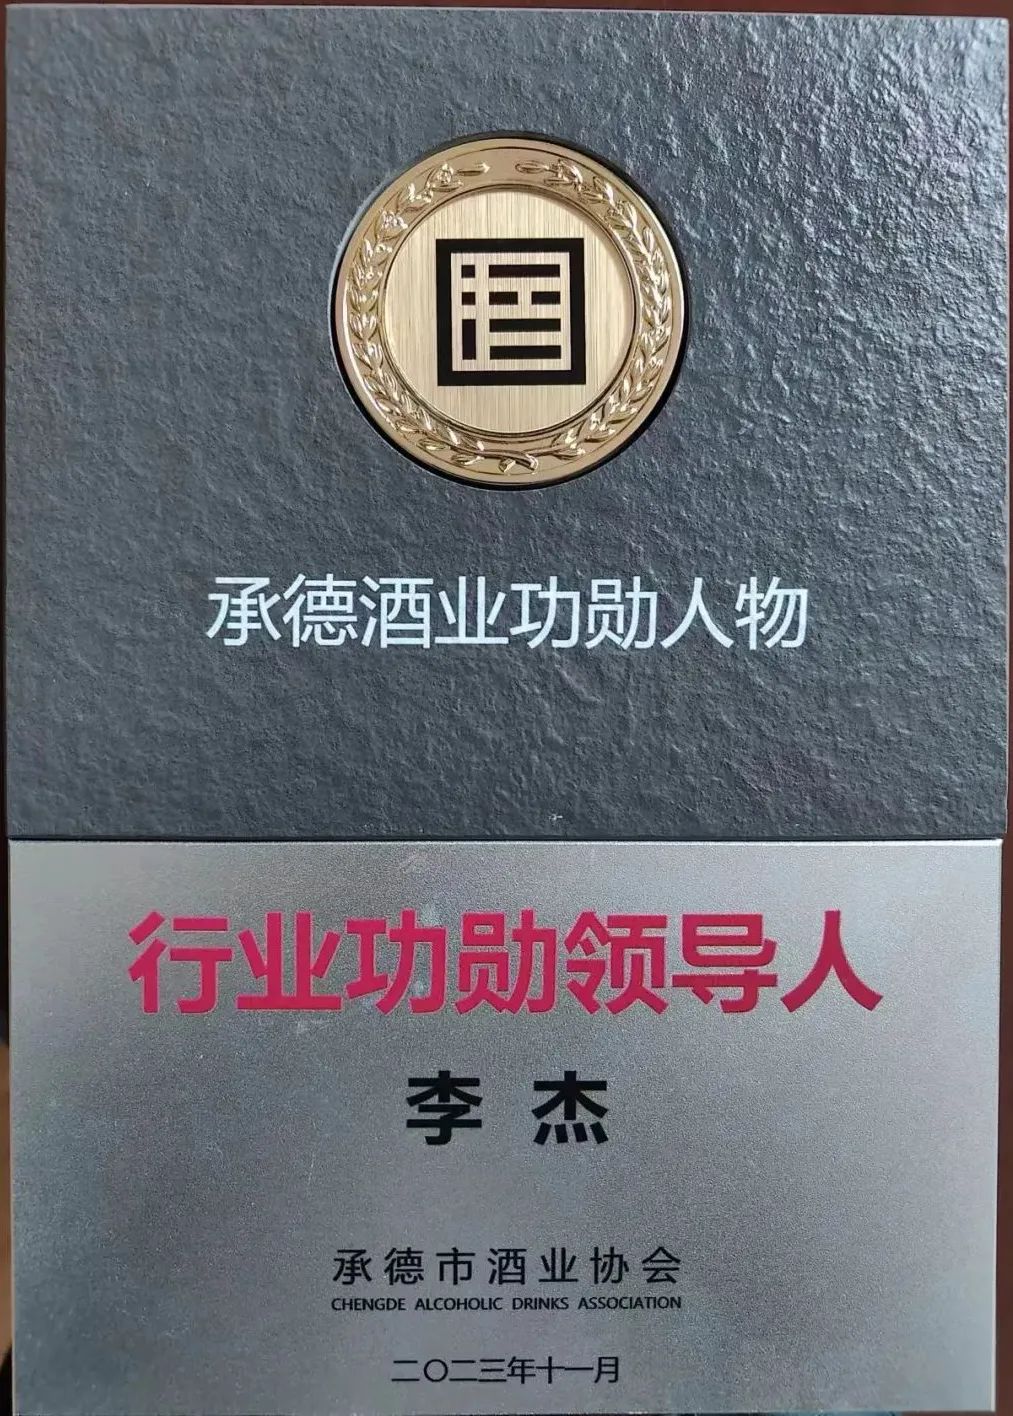 酒
承德酒业功勋人物
行业功勋领导人
李杰
承德市酒业协会
CHENGDE ALCOHOLIC DRINKS ASSOCIATION
二〇二三年十一月